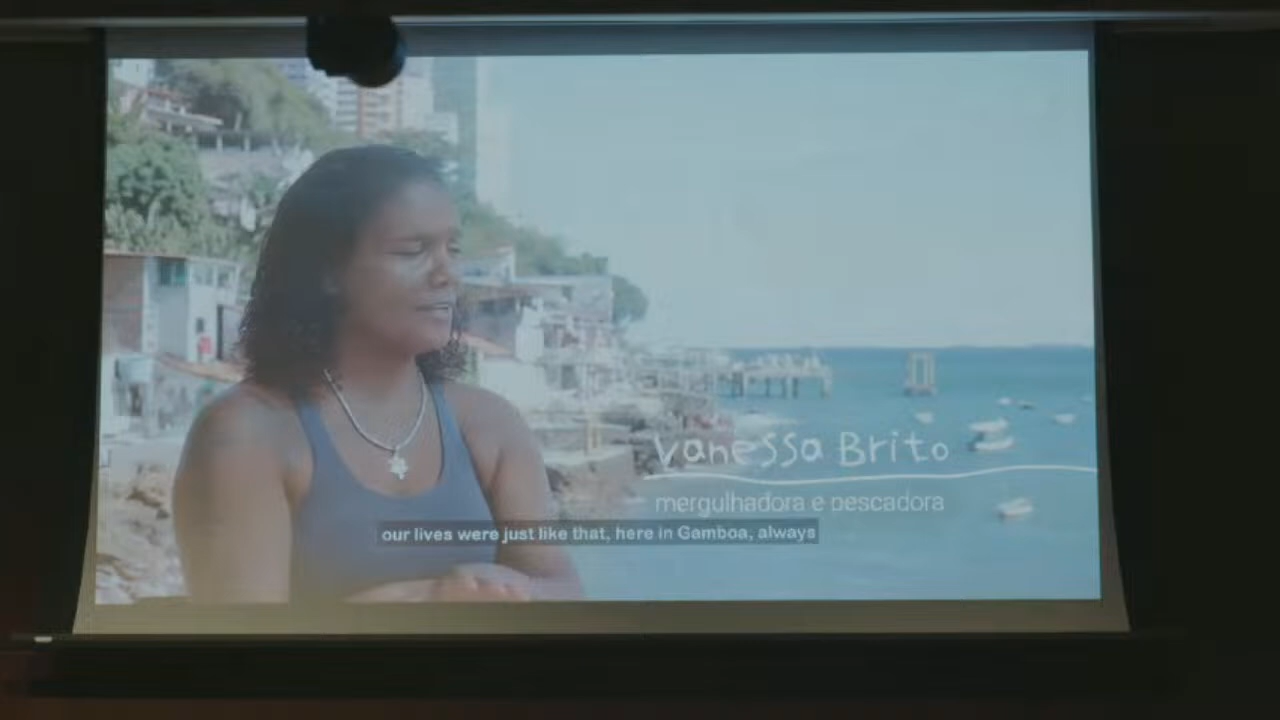 Vanessa Brito
mergulhadora e pescadora
our lives were just like that, here in Gamboa, always